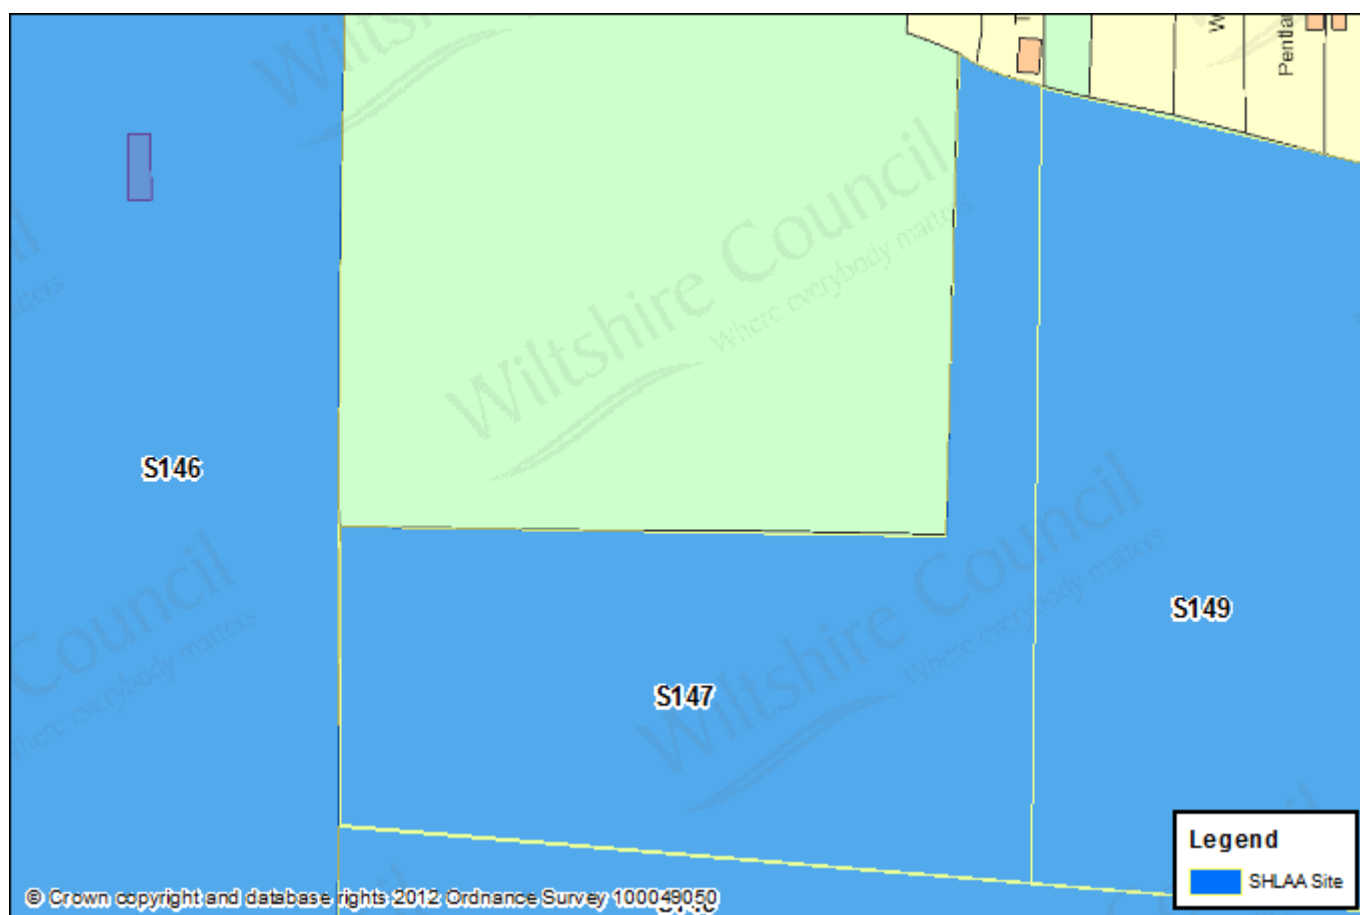 Wiltshire Council
Where everybody matters
Pentla
S146
S149
S147
Wiltshire Council
Where everybody matters
Council
Where everybody matters
Legend
SHLAA Site
© Crown copyright and database rights 2012 Ordnance Survey 100049050